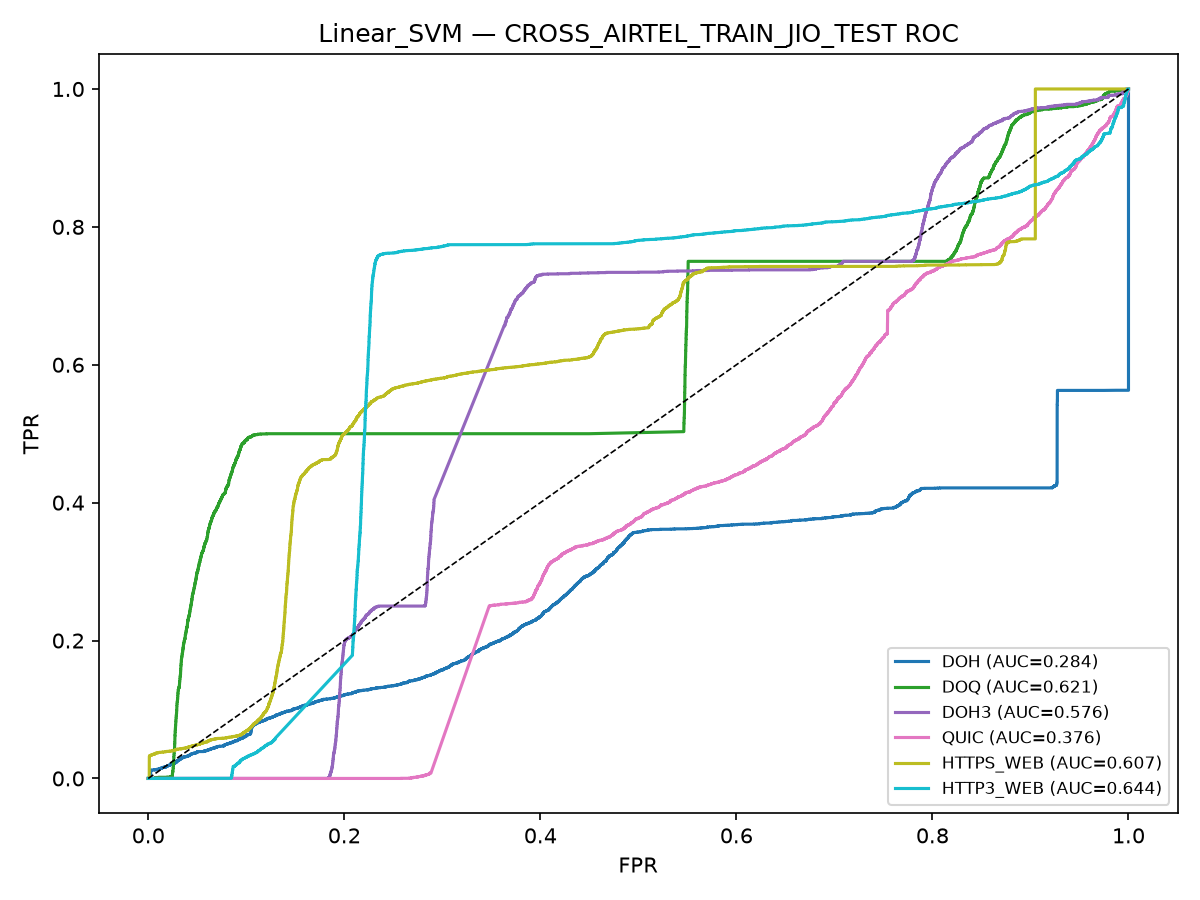 Linear_SVM — CROSS_AIRTEL_TRAIN_JIO_TEST ROC
TPR
1.0
0.8
0.6
0.4
0.2
0.0
DOH (AUC=0.284)
DOQ (AUC=0.621)
DOH3 (AUC=0.576)
QUIC (AUC=0.376)
HTTPS_WEB (AUC=0.607)
HTTP3_WEB (AUC=0.644)
0.0 0.2 0.4 0.6 0.8 1.0
FPR